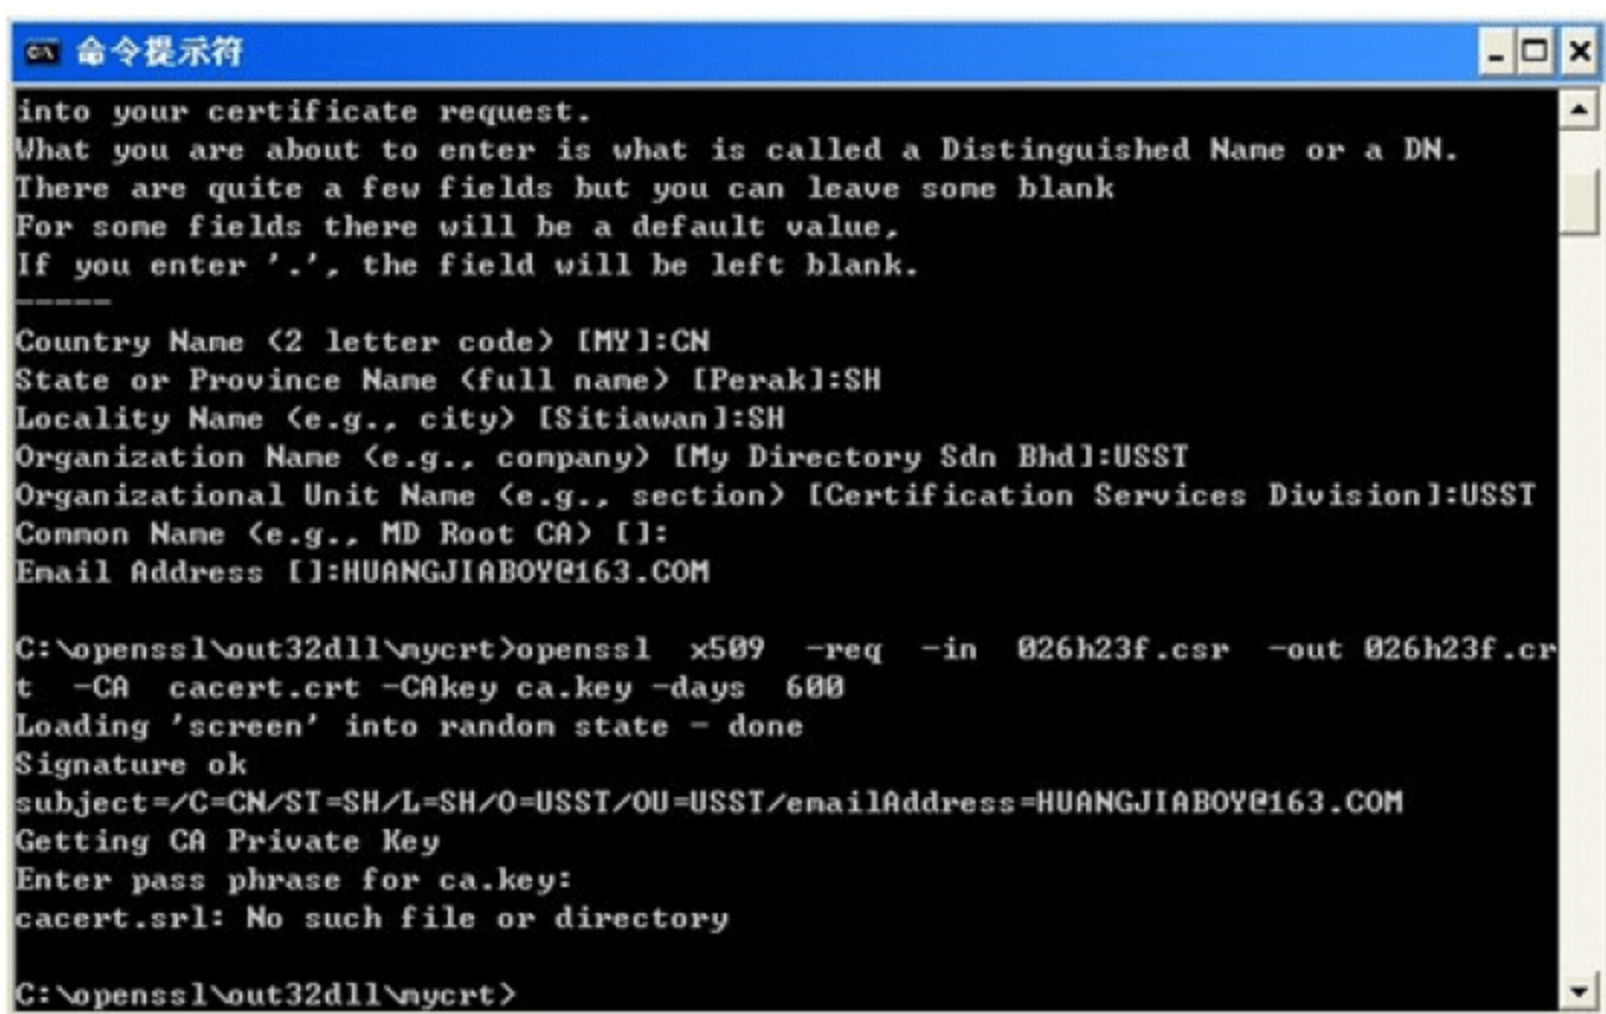 命令提示符
into your certificate request.
What you are about to enter is what is called a Distinguished Name or a DN.
There are quite a few fields but you can leave some blank
For some fields there will be a default value,
If you enter '.', the field will be left blank.
-----
Country Name (2 letter code) [MY]:CN
State or Province Name (full name) [Perak]:SH
Locality Name (e.g., city) [Sitiawan]:SH
Organization Name (e.g., company) [My Directory Sdn Bhd]:USST
Organizational Unit Name (e.g., section) [Certification Services Division]:USST
Common Name (e.g., MD Root CA) []:
Email Address []:HUANGJIABOY@163.COM
C:\openssl\out32dll\mycrt>openssl  x509  -req  -in  026h23f.csr  -out 026h23f.cr
t  -CA  cacert.crt -CAkey ca.key -days  600
Loading 'screen' into random state - done
Signature ok
subject=/C=CN/ST=SH/L=SH/O=USST/OU=USST/emailAddress=HUANGJIABOY@163.COM
Getting CA Private Key
Enter pass phrase for ca.key:
cacert.srl: No such file or directory
C:\openssl\out32dll\mycrt>